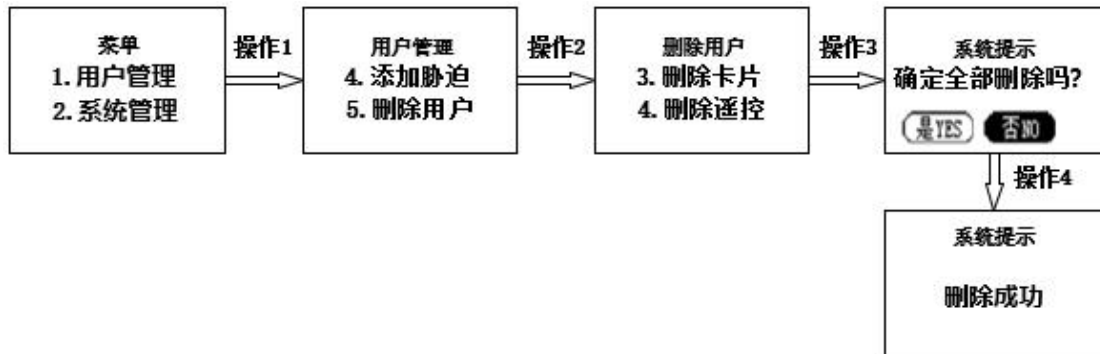 菜单
1. 用户管理
2. 系统管理
操作1
用户管理
4. 添加胁迫
5. 删除用户
操作2
删除用户
3. 删除卡片
4. 删除遥控
操作3
系统提示
确定全部删除吗?
是YES 否NO
操作4
系统提示
删除成功